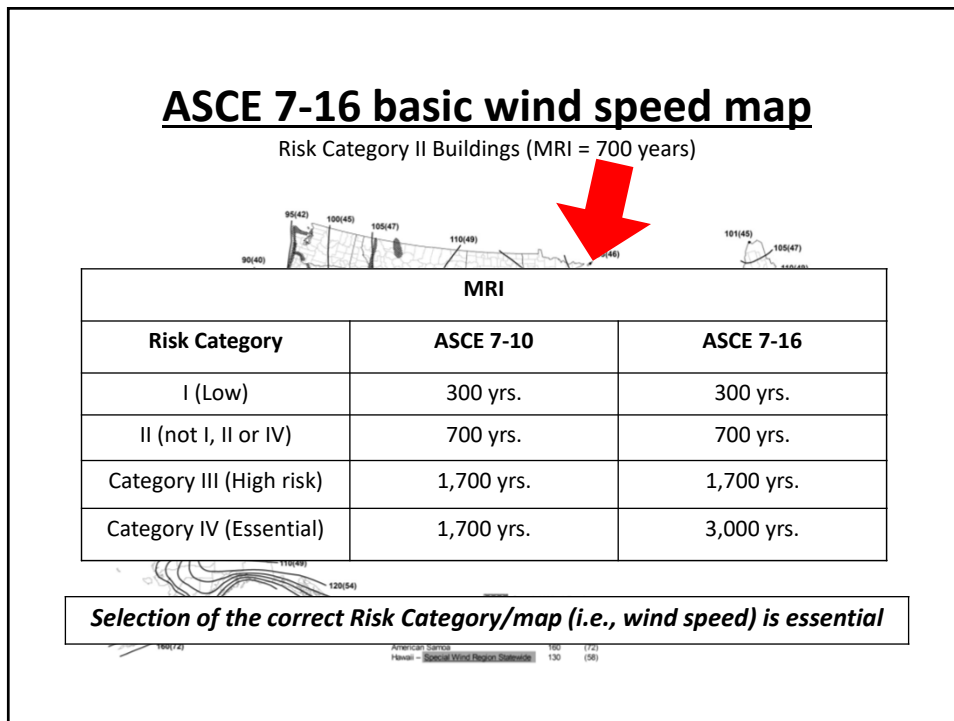 ASCE 7-16 basic wind speed map
Risk Category II Buildings (MRI = 700 years)
95(42) 100(45) 105(47) 110(49) 101(45) 105(47)
90(40)
MRI
Risk Category ASCE 7-10 ASCE 7-16
I (Low) 300 yrs. 300 yrs.
II (not I, II or IV) 700 yrs. 700 yrs.
Category III (High risk) 1,700 yrs. 1,700 yrs.
Category IV (Essential) 1,700 yrs. 3,000 yrs.
110(49)
120(54)
Selection of the correct Risk Category/map (i.e., wind speed) is essential
160(72)
American Samoa 160 (72)
Hawaii – Special Wind Region Statewide 130 (58)